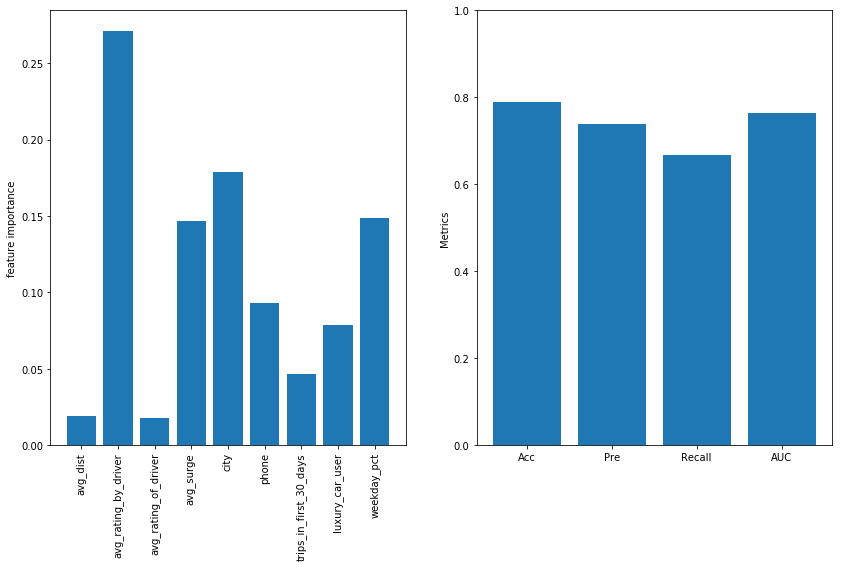 feature importance
0.25
0.20
0.15
0.10
0.05
0.00
avg_dist
avg_rating_by_driver
avg_rating_of_driver
avg_surge
city
phone
trips_in_first_30_days
luxury_car_user
weekday_pct
Metrics
1.0
0.8
0.6
0.4
0.2
0.0
Acc
Pre
Recall
AUC